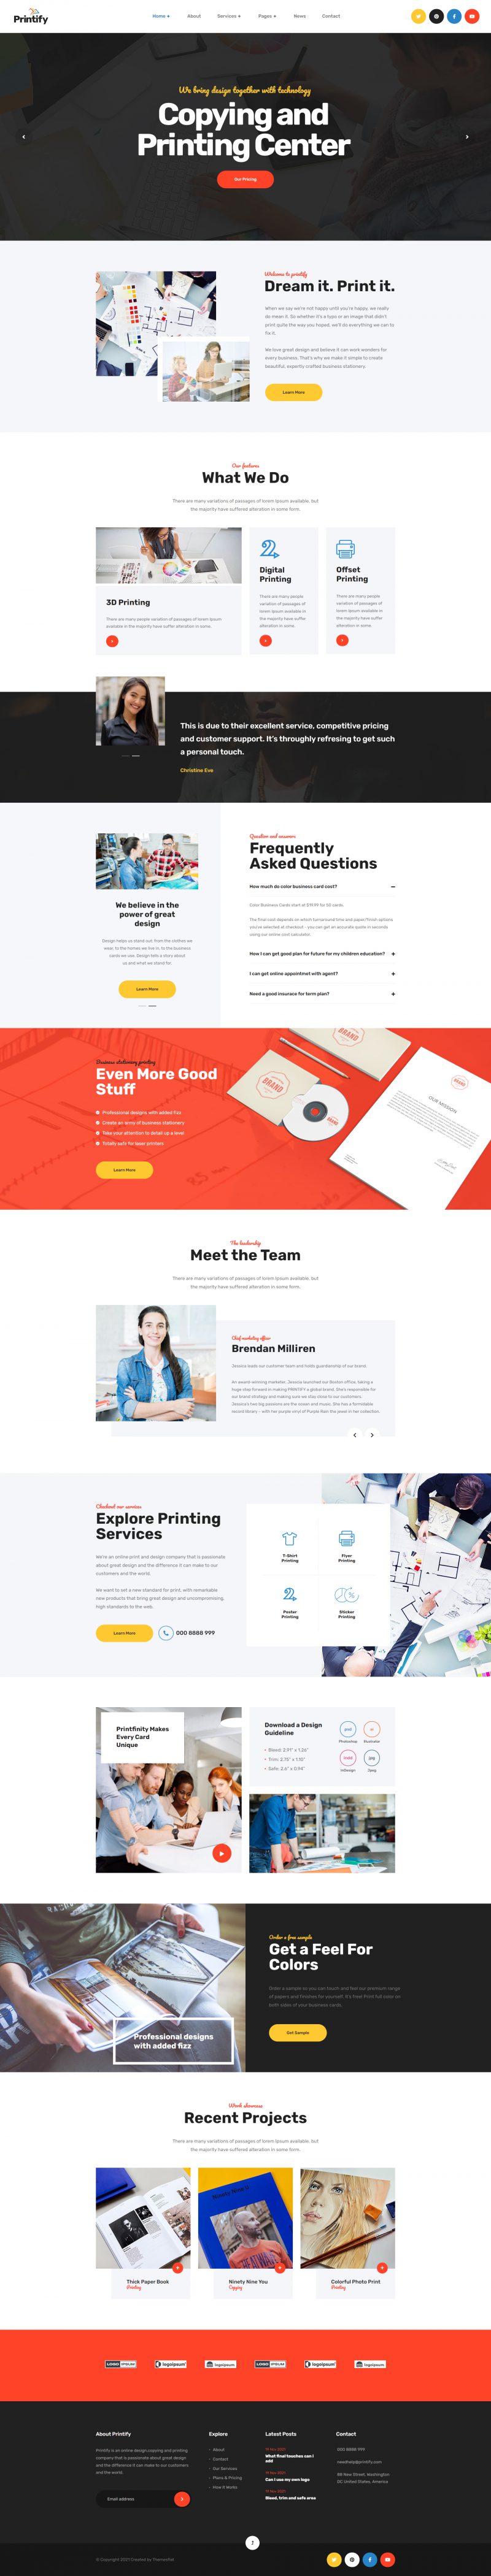 Printify
Home + About Services + Pages + News Contact
We bring design together with technology
Copying and
Printing Center
Our Pricing
Welcome to printify
Dream it. Print it.
When we say we're not happy until you're happy, we really
do mean it. So whether it's a typo or an image that didn't
print quite the way you hoped, we'll do everything we can to
fix it.
We love great design and believe it can work wonders for
every business. That's why we make it simple to create
beautiful, expertly crafted business stationery.
Learn More
Our features
What We Do
There are many variations of passages of lorem ipsum available, but
the majority have suffered alteration in some form.
3D Printing
There are many people variation of passages of lorem ipsum
available in the majority have suffer alteration in some.
Digital
Printing
There are many people
variation of passages of
lorem ipsum available in
the majority have suffer
alteration in some.
Offset
Printing
There are many people
variation of passages of
lorem ipsum available in
the majority have suffer
alteration in some.
This is due to their excellent service, competitive pricing
and customer support. It's throughly refresing to get such
a personal touch.
Christine Eve
We believe in the
power of great
design
Design helps us stand out: from the clothes we
wear, to the homes we live in, to the business
cards we use. Design tells a story about
us and what we stand for.
Learn More
Question and answers
Frequently
Asked Questions
How much do color business card cost?
Color Business Cards start at $19.99 for 50 cards.
The final cost depends on which turnaround time and paper/finish options
you've selected at checkout – you can get an accurate quote in seconds
using our online cost calculator.
How I can get good plan for future for my children education?
I can get online appointmet with agent?
Need a good insurace for term plan?
Business stationery printing
Even More Good
Stuff
Professional designs with added fizz
Create an army of business stationery
Take your attention to detail up a level
Totally safe for laser printers
Learn More
BRAND
BRAND
BRAND
OUR MISSION
The leadership
Meet the Team
There are many variations of passages of lorem ipsum available, but
the majority have suffered alteration in some form.
Chief marketing officer
Brendan Milliren
Jessica leads our customer team and holds guardianship of our brand.
An award-winning marketer, Jessica launched our Boston office, taking a
huge step forward in making PRINTIFY a global brand. She's responsible for
our brand strategy and making sure we stay close to our customers.
Jessica's two big passions are the ocean and music. She has a formidable
record library – with her purple vinyl of Purple Rain the jewel in her collection.
Checkout our services
Explore Printing
Services
We're an online print and design company that is passionate
about great design and the difference it can make to our
customers and the world.
We want to set a new standard for print, with remarkable
new products that bring great design and uncompromising,
high standards to the web.
Learn More
000 8888 999
T-Shirt
Printing
Flyer
Printing
Poster
Printing
Sticker
Printing
Printfinity Makes
Every Card
Unique
Download a Design
Guideline
Bleed: 2.91" x 1.26"
Trim: 2.75" x 1.10"
Safe: 2.6" x 0.94"
psd
ai
Photoshop
Illustrator
indd
jpg
InDesign
Jpeg
Professional designs
with added fizz
Order a free sample
Get a Feel For
Colors
Order a sample so you can touch and feel our premium range
of papers and finishes for yourself. It's free! Print full color on
both sides of your business cards.
Get Sample
Work showcase
Recent Projects
There are many variations of passages of lorem ipsum available, but
the majority have suffered alteration in some form.
Thick Paper Book
Printing
Ninety Nine You
Copying
Colorful Photo Print
Printing
LOGO IPSUM logoipsum logoipsum LOGO IPSUM logoipsum logoipsum
About Printify
Printify is an online design,copying and printing
company that is passionate about great design
and the difference it can make to our customers
and the world.
Email address
Explore
About
Contact
Our Services
Plans & Pricing
How It Works
Latest Posts
What final touches can I
add
Can I use my own logo
Bleed, trim and safe area
Contact
000 8888 999
needhelp@printify.com
88 New Street, Washington
DC United States, America
© Copyright 2021 Created by ThemesFlat